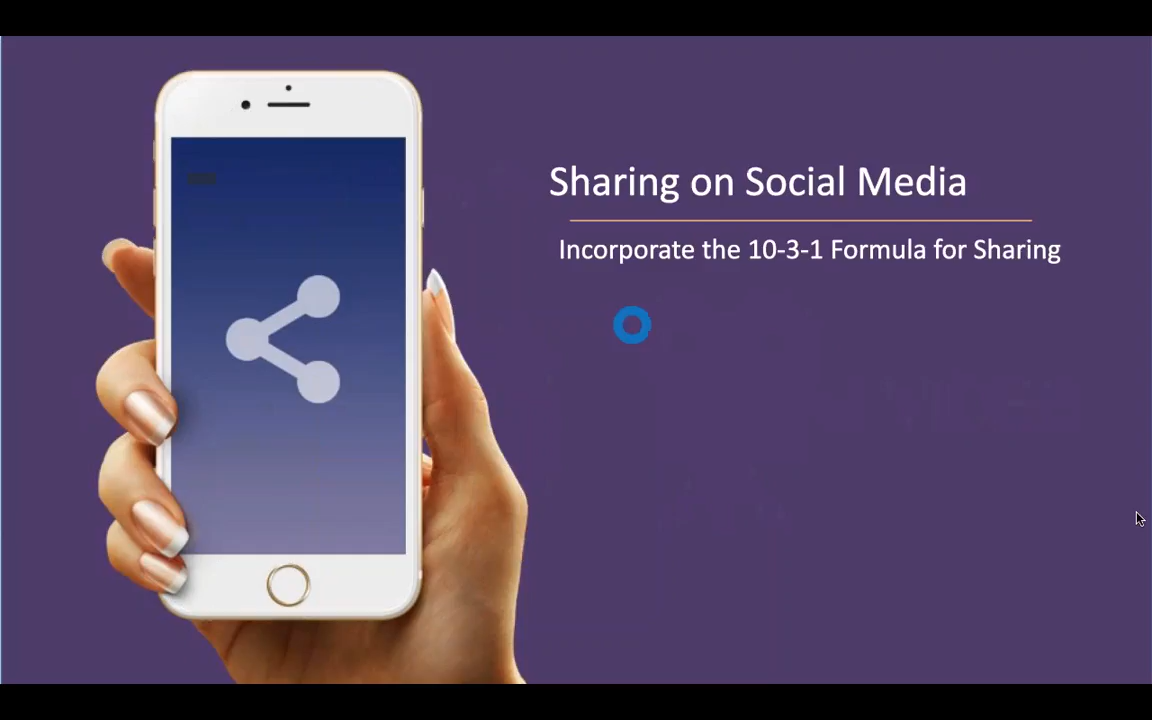 Sharing on Social Media
Incorporate the 10-3-1 Formula for Sharing